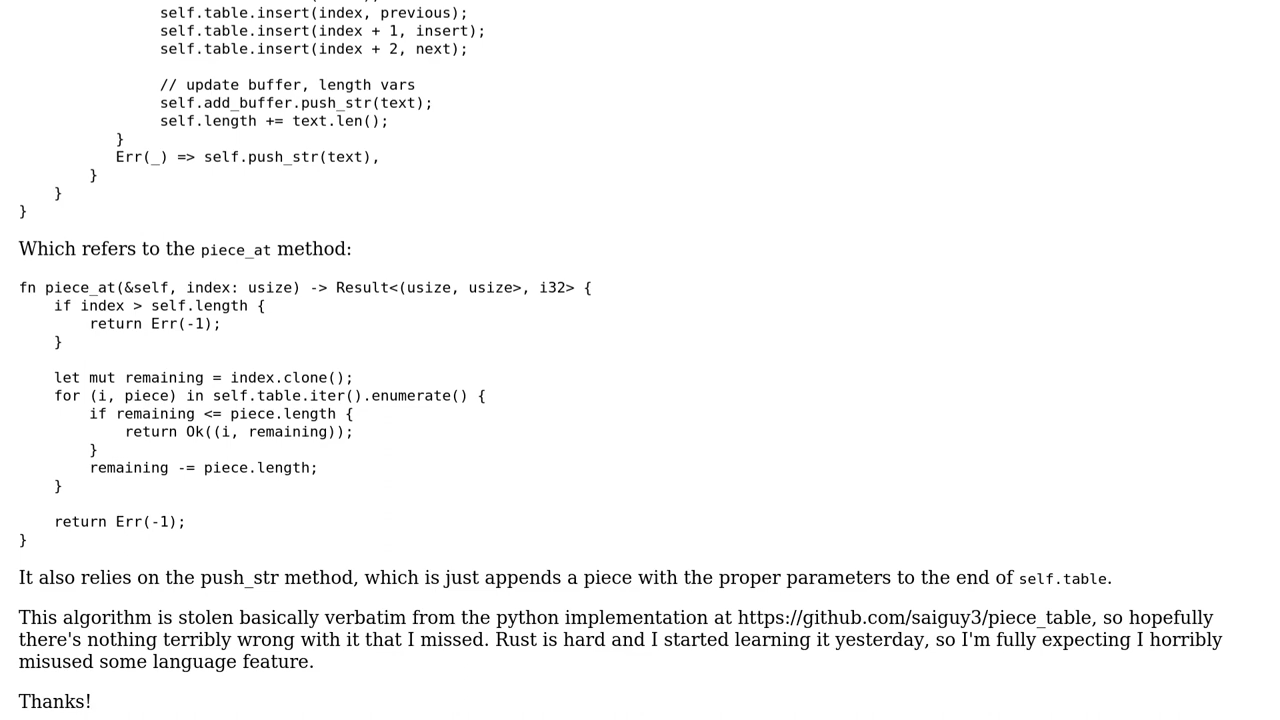 self.table.insert(index, previous);
self.table.insert(index + 1, insert);
self.table.insert(index + 2, next);
// update buffer, length vars
self.add_buffer.push_str(text);
self.length += text.len();
}
Err(_) => self.push_str(text),
}
}
}
Which refers to the piece_at method:
fn piece_at(&self, index: usize) -> Result<(usize, usize>, i32> {
if index > self.length {
return Err(-1);
}
let mut remaining = index.clone();
for (i, piece) in self.table.iter().enumerate() {
if remaining <= piece.length {
return Ok((i, remaining));
}
remaining -= piece.length;
}
return Err(-1);
}
It also relies on the push_str method, which is just appends a piece with the proper parameters to the end of self.table.
This algorithm is stolen basically verbatim from the python implementation at https://github.com/saiguy3/piece_table, so hopefully
there's nothing terribly wrong with it that I missed. Rust is hard and I started learning it yesterday, so I'm fully expecting I horribly
misused some language feature.
Thanks!